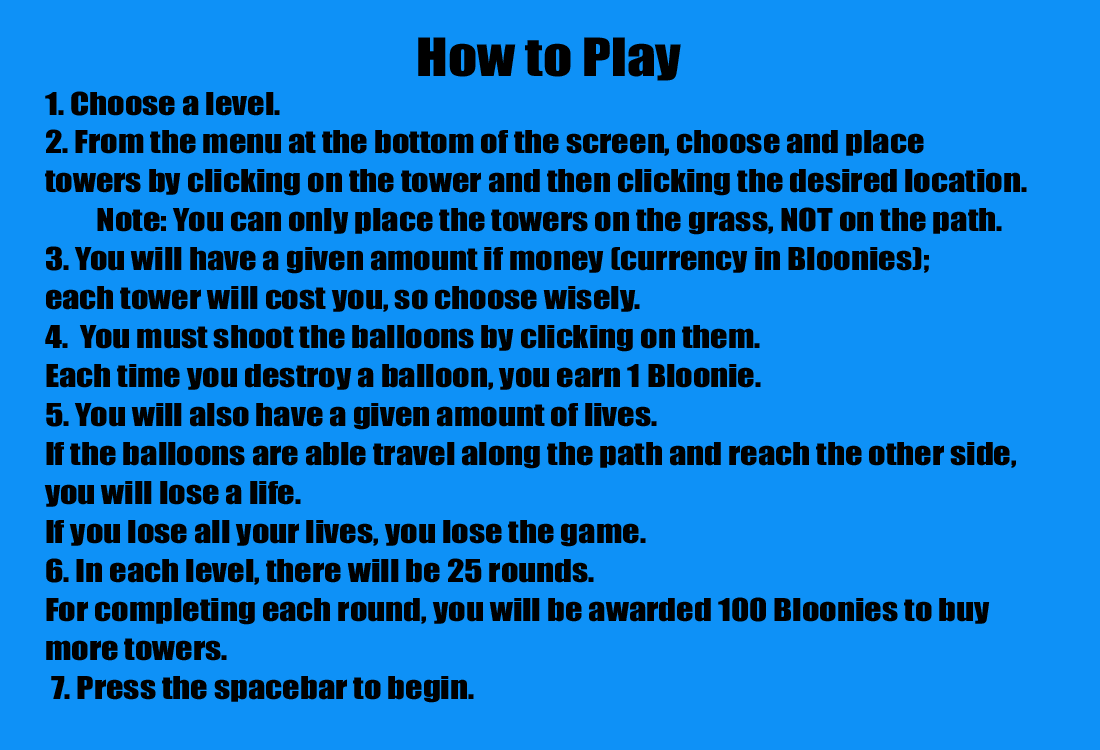 How to Play
1. Choose a level.
2. From the menu at the bottom of the screen, choose and place
towers by clicking on the tower and then clicking the desired location.
Note: You can only place the towers on the grass, NOT on the path.
3. You will have a given amount if money (currency in Bloonies);
each tower will cost you, so choose wisely.
4.  You must shoot the balloons by clicking on them.
Each time you destroy a balloon, you earn 1 Bloonie.
5. You will also have a given amount of lives.
If the balloons are able travel along the path and reach the other side,
you will lose a life.
If you lose all your lives, you lose the game.
6. In each level, there will be 25 rounds.
For completing each round, you will be awarded 100 Bloonies to buy
more towers.
7. Press the spacebar to begin.